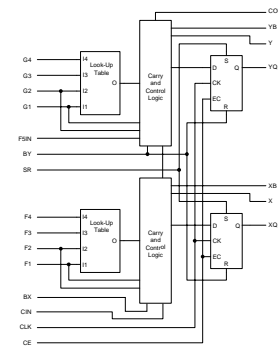 CO
YB
Y
G4 I4 Look-Up Table
G3 I3
G2 I2 O
G1 I1
Carry and Control Logic
S
D Q YQ
CK
EC
R
F5IN
BY
SR
XB
X
F4 I4 Look-Up Table
F3 I3
F2 I2 O
F1 I1
Carry and Control Logic
S
D Q XQ
CK
EC
R
BX
CIN
CLK
CE